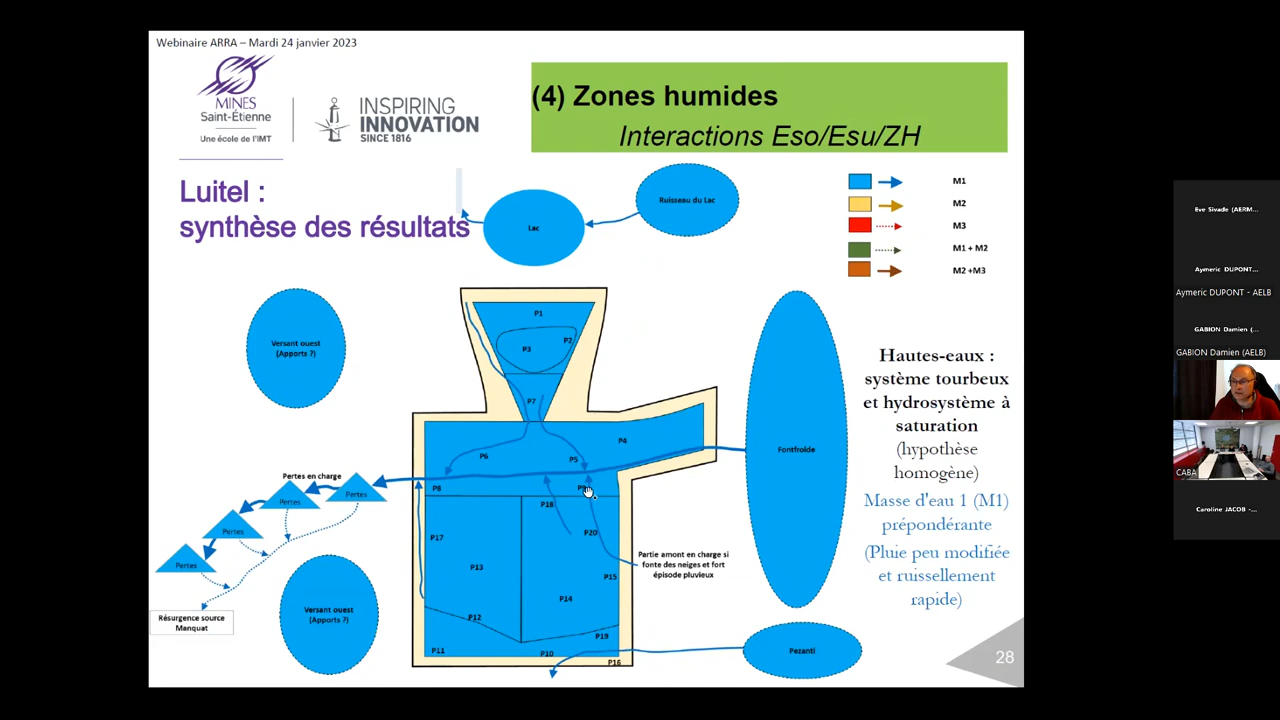 Webinaire ARRA – Mardi 24 janvier 2023
MINES
Saint-Étienne
Une école de l'IMT
INSPIRING
INNOVATION
SINCE 1816
(4) Zones humides
Interactions Eso/Esu/ZH
Luitel :
synthèse des résultats
Lac
Ruisseau du Lac
M1
M2
M3
M1 + M2
M2 +M3
Versant ouest
(Apports ?)
P1
P2
P3
P7
P4
P6
P5
P8
P18
P17
P20
P13
P15
P14
P12
P19
P11
P10
P16
Fontfroide
Pertes en charge
Pertes
Pertes
Pertes
Pertes
Résurgence source
Manquat
Versant ouest
(Apports ?)
Partie amont en charge si
fonte des neiges et fort
épisode pluvieux
Pezanti
Hautes-eaux :
système tourbeux
et hydrosystème à
saturation
(hypothèse
homogène)
Masse d'eau 1 (M1)
prépondérante
(Pluie peu modifiée
et ruissellement
rapide)
28
Eve Sivade (AERM...
Aymeric DUPONT...
Aymeric DUPONT - AELB
GABION Damien (...
GABION Damien (AELB)
CABA
Caroline JACOB -...